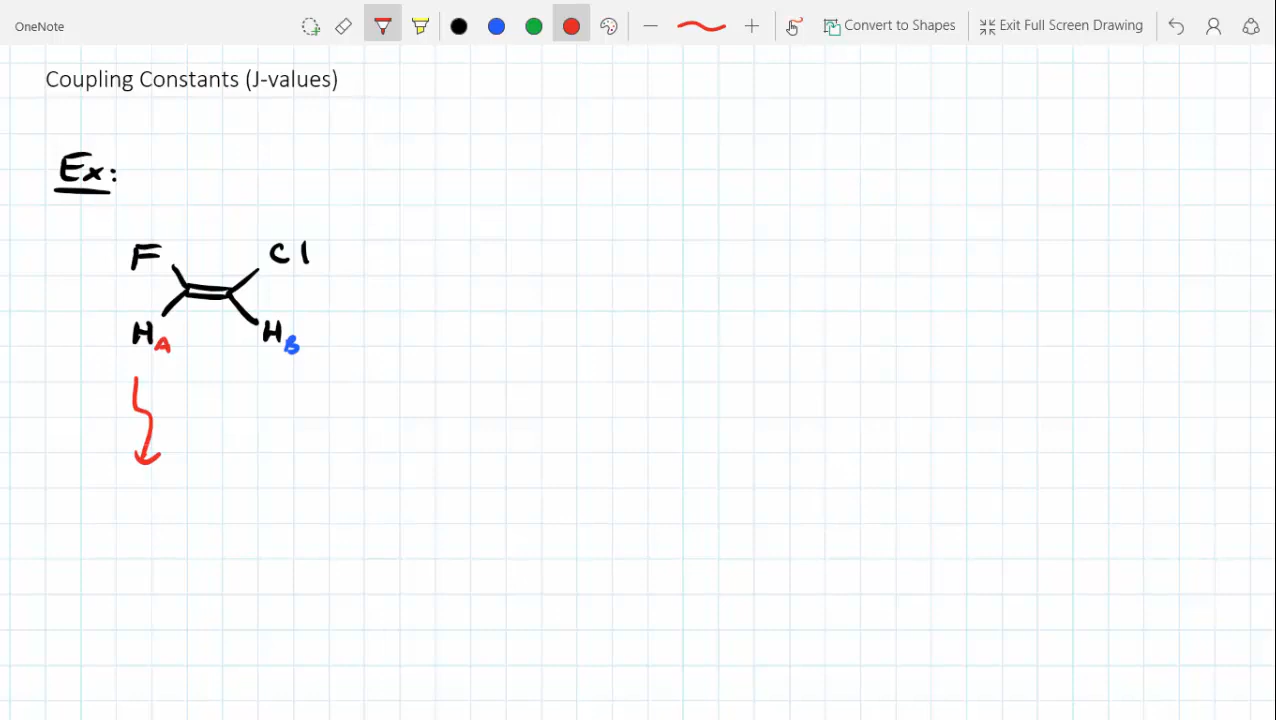 OneNote
Convert to Shapes
Exit Full Screen Drawing
Coupling Constants (J-values)
Ex:
F Cl
HA HB